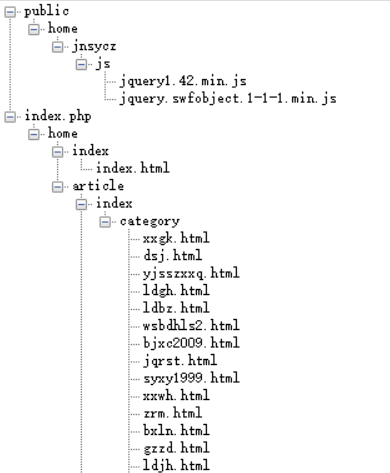 public
home
jnsycz
js
jquery1.42.min.js
jquery.swfobject.1-1-1.min.js
index.php
home
index
index.html
article
index
category
xxgk.html
dsj.html
yjsszxxq.html
ldgh.html
ldbz.html
wsbdhls2.html
bjxc2009.html
jqrst.html
syxy1999.html
xxwh.html
zrm.html
bxln.html
gzzd.html
ldjh.html